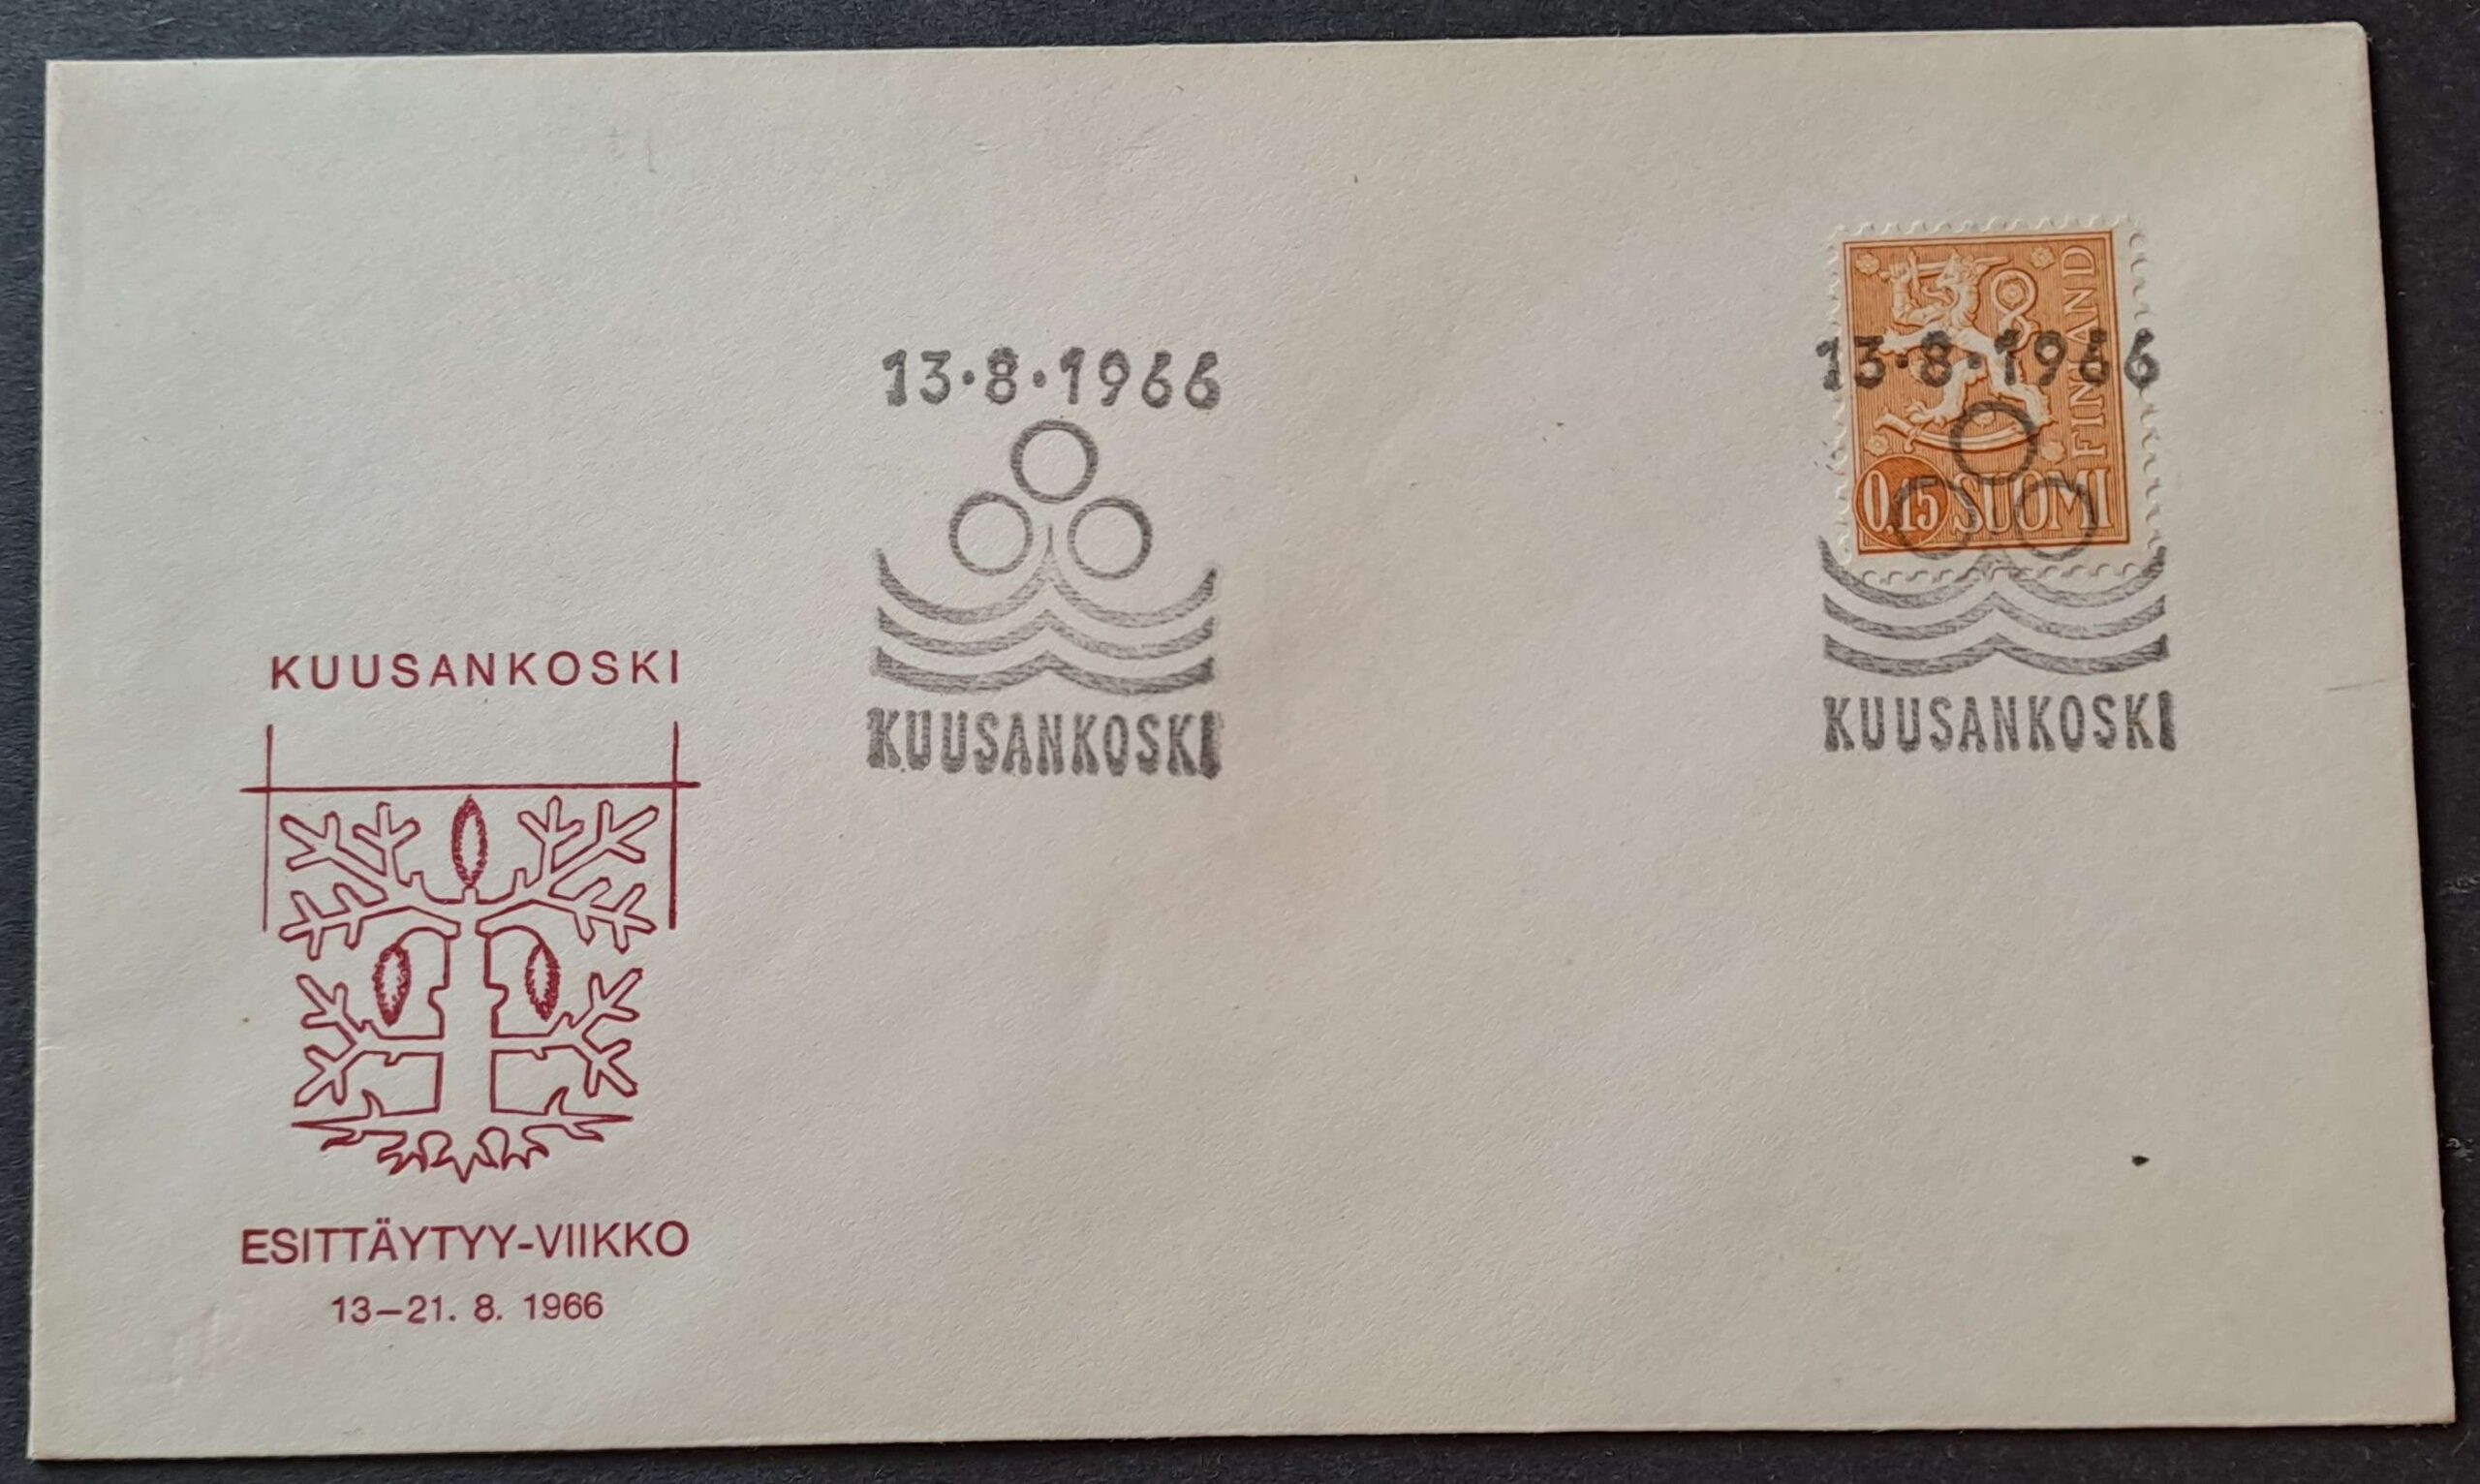 KUUSANKOSKI
ESITTÄYTYY-VIIKKO
13–21. 8. 1966
13·8·1966
KUUSANKOSKI
FINLAND
0,15 SUOMI
13·8·1966
KUUSANKOSKI